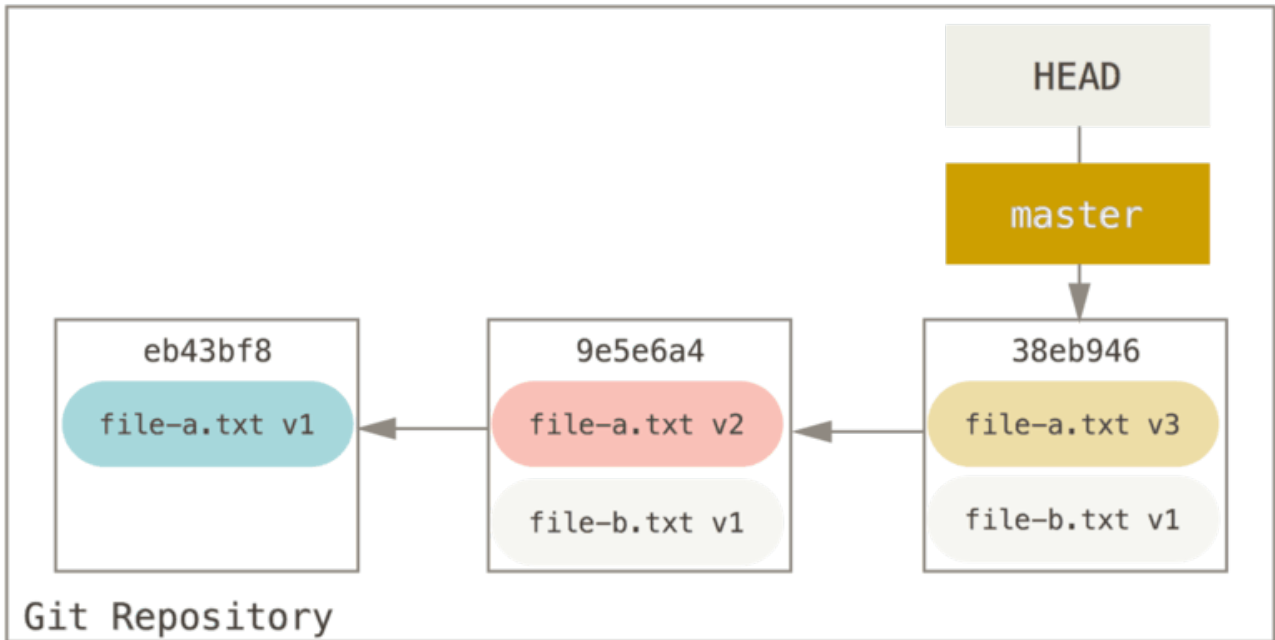 HEAD
master
eb43bf8
9e5e6a4
38eb946
file-a.txt v1
file-a.txt v2
file-a.txt v3
file-b.txt v1
file-b.txt v1
Git Repository